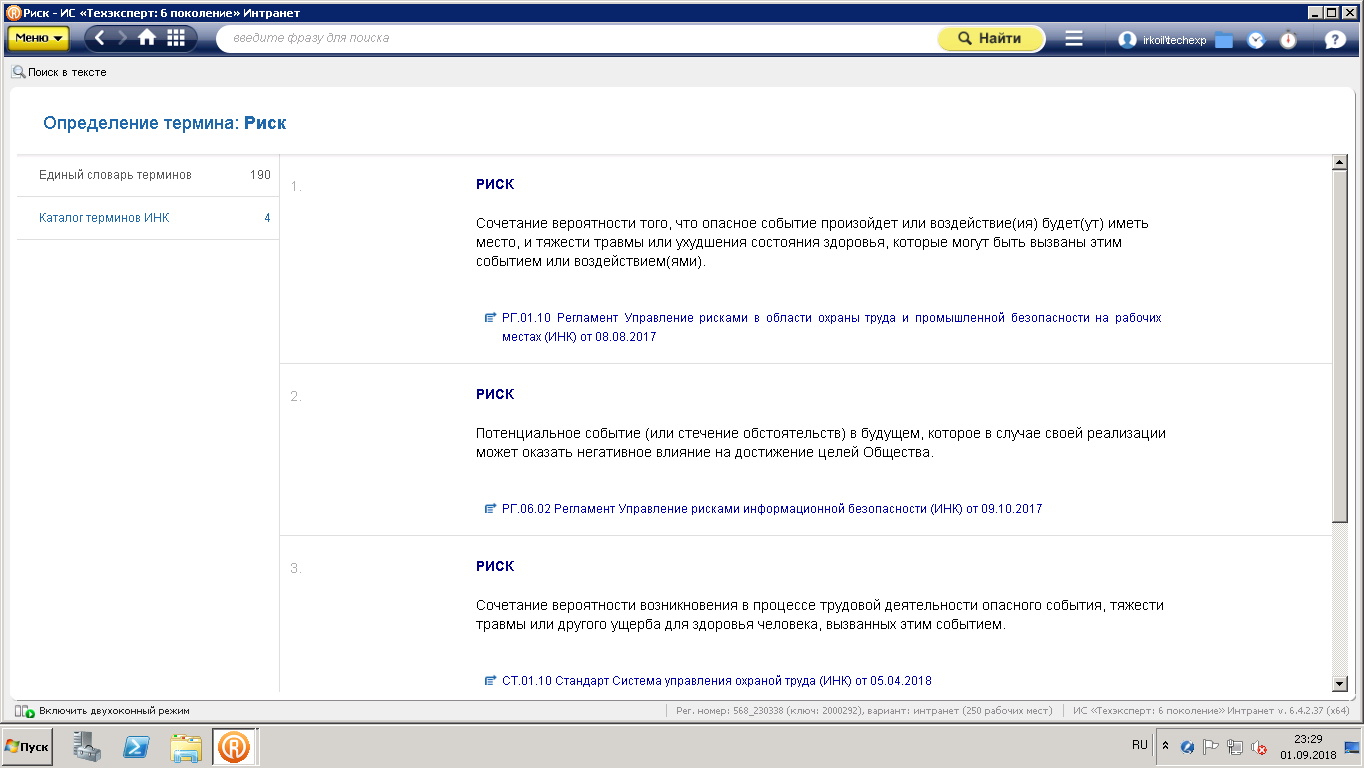 Риск - ИС «Техэксперт: 6 поколение» Интранет
Меню
введите фразу для поиска
Найти
irkoil\techexp
Поиск в тексте
Определение термина: Риск
Единый словарь терминов 190
Каталог терминов ИНК 4
1.
РИСК
Сочетание вероятности того, что опасное событие произойдет или воздействие(ия) будет(ут) иметь
место, и тяжести травмы или ухудшения состояния здоровья, которые могут быть вызваны этим
событием или воздействием(ями).
РГ.01.10 Регламент Управление рисками в области охраны труда и промышленной безопасности на рабочих
местах (ИНК) от 08.08.2017
2.
РИСК
Потенциальное событие (или стечение обстоятельств) в будущем, которое в случае своей реализации
может оказать негативное влияние на достижение целей Общества.
РГ.06.02 Регламент Управление рисками информационной безопасности (ИНК) от 09.10.2017
3.
РИСК
Сочетание вероятности возникновения в процессе трудовой деятельности опасного события, тяжести
травмы или другого ущерба для здоровья человека, вызванных этим событием.
СТ.01.10 Стандарт Система управления охраной труда (ИНК) от 05.04.2018
Включить двухоконный режим
Рег. номер: 568_230338 (ключ: 2000292), вариант: интранет (250 рабочих мест)
ИС «Техэксперт: 6 поколение» Интранет v. 6.4.2.37 (x64)
Пуск
RU
23:29
01.09.2018